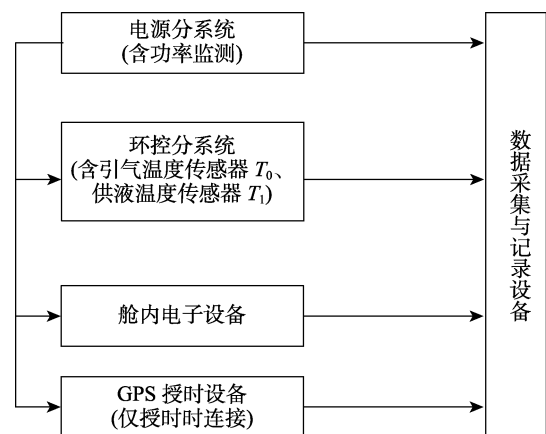 电源分系统
(含功率监测)
环控分系统
(含引气温度传感器 T₀、
供液温度传感器 T₁)
舱内电子设备
GPS 授时设备
(仅授时时连接)
数据采集与记录设备